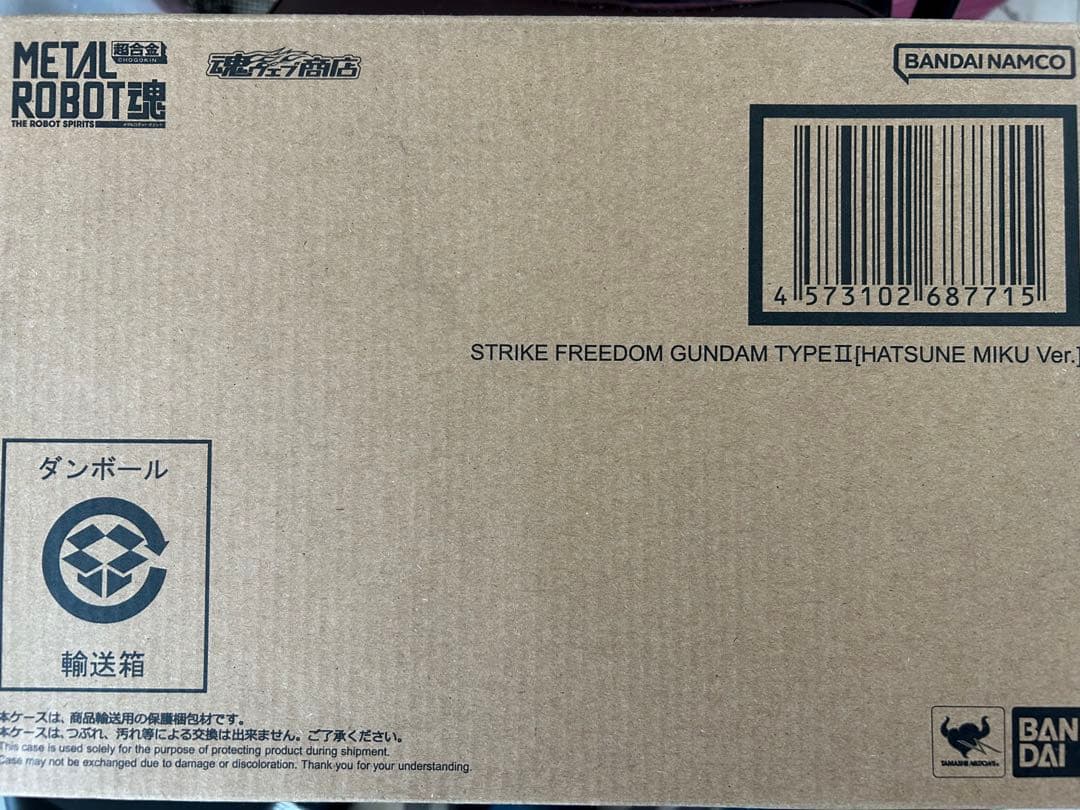 METAL 超合金
CHOGOKIN
ROBOT魂
THE ROBOT SPIRITS
魂ウェブ商店
BANDAI NAMCO
4 573102 687715
STRIKE FREEDOM GUNDAM TYPEⅡ[HATSUNE MIKU Ver.]
ダンボール
輸送箱
本ケースは、商品輸送用の保護梱包材です。
本ケースは、つぶれ、汚れ等による交換は出来ません。ご了承ください。
This case is used solely for the purpose of protecting product during shipment.
Case may not be exchanged due to damage or discoloration. Thank you for your understanding.
TAMASHII NATIONS
BAN
DAI